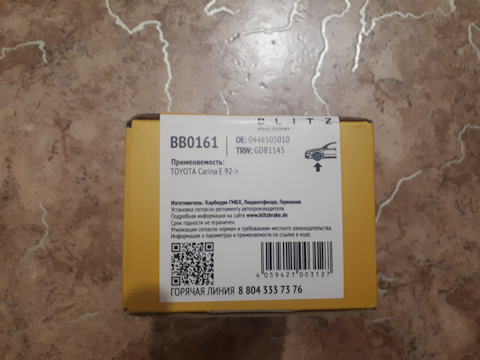 BLITZ
BRAKE SYSTEMS
BB0161
OE: 0446505010
TRW: GDB1143
Применяемость:
TOYOTA Carina E 92->
Изготовитель: Карберри ГМБХ, Людвигсфелде, Германия.
Установка согласно регламенту автопроизводителя.
Подробная информация на сайте www.blitzbrake.de
Срок годности не ограничен.
Утилизация согласно нормам и требованиям местного законодательства.
Информация о параметрах и применяемости по ссылке в коде.
4 059421 003127
ГОРЯЧАЯ ЛИНИЯ 8 804 333 73 76